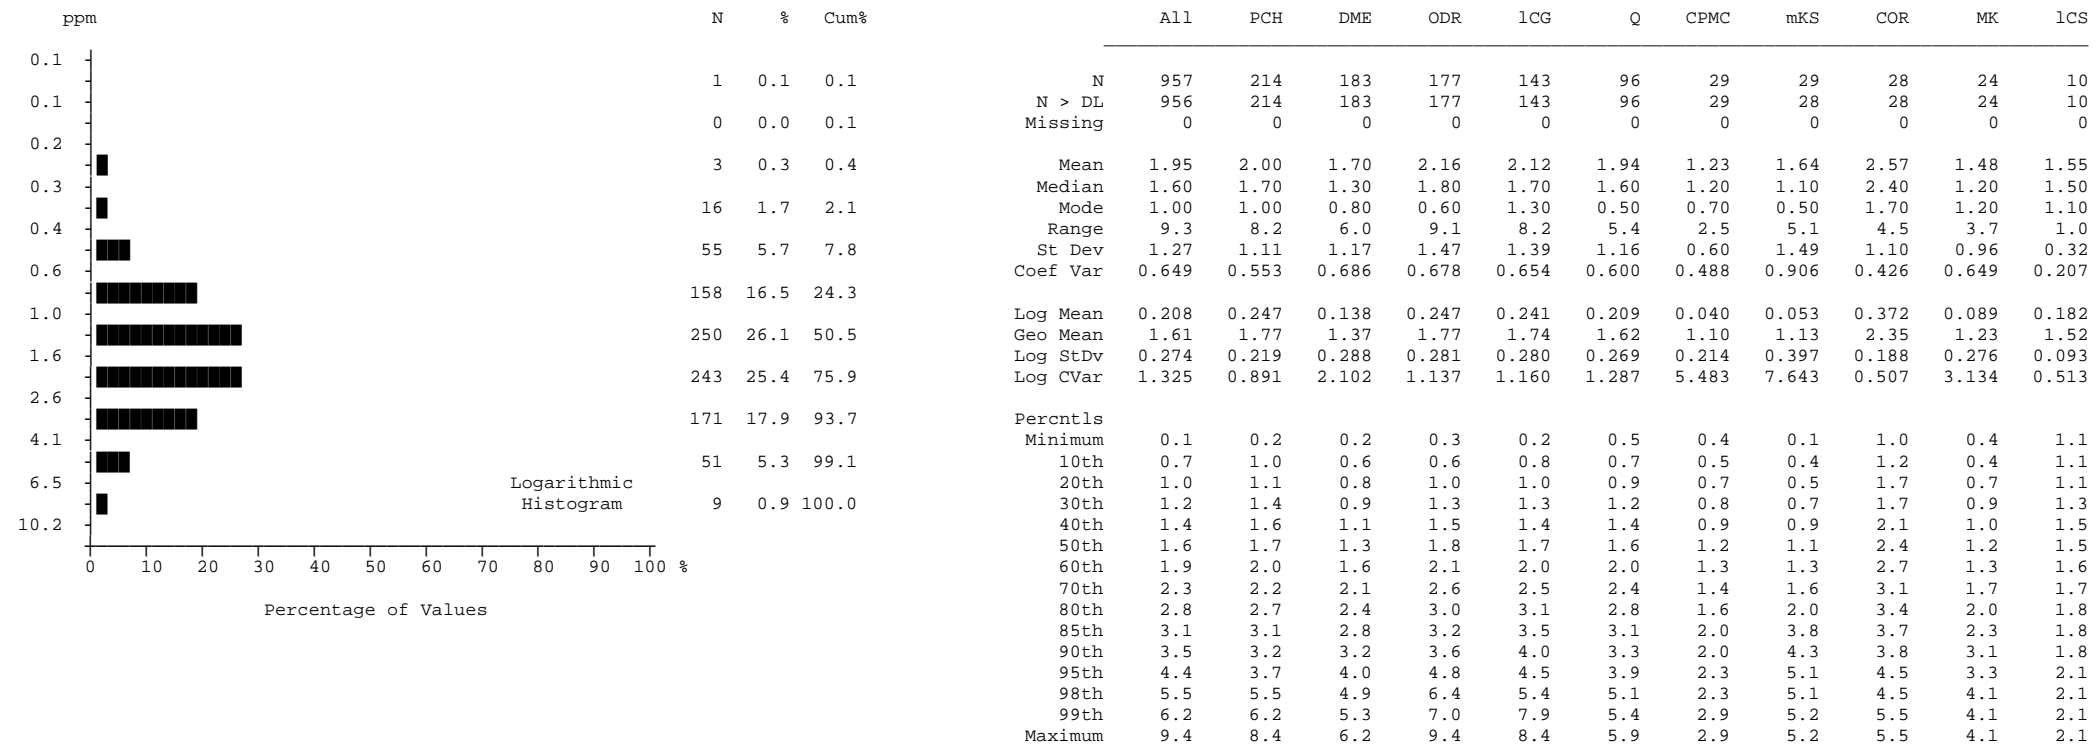 ppm N % Cum% All PCH DME ODR lCG Q CPMC mKS COR MK lCS
0.1
1 0.1 0.1 N 957 214 183 177 143 96 29 29 28 24 10
0.1 N > DL 956 214 183 177 143 96 29 28 28 24 10
0 0.0 0.1 Missing 0 0 0 0 0 0 0 0 0 0 0
0.2
3 0.3 0.4 Mean 1.95 2.00 1.70 2.16 2.12 1.94 1.23 1.64 2.57 1.48 1.55
0.3 Median 1.60 1.70 1.30 1.80 1.70 1.60 1.20 1.10 2.40 1.20 1.50
16 1.7 2.1 Mode 1.00 1.00 0.80 0.60 1.30 0.50 0.70 0.50 1.70 1.20 1.10
0.4 Range 9.3 8.2 6.0 9.1 8.2 5.4 2.5 5.1 4.5 3.7 1.0
55 5.7 7.8 St Dev 1.27 1.11 1.17 1.47 1.39 1.16 0.60 1.49 1.10 0.96 0.32
0.6 Coef Var 0.649 0.553 0.686 0.678 0.654 0.600 0.488 0.906 0.426 0.649 0.207
158 16.5 24.3
1.0 Log Mean 0.208 0.247 0.138 0.247 0.241 0.209 0.040 0.053 0.372 0.089 0.182
250 26.1 50.5 Geo Mean 1.61 1.77 1.37 1.77 1.74 1.62 1.10 1.13 2.35 1.23 1.52
1.6 Log StDv 0.274 0.219 0.288 0.281 0.280 0.269 0.214 0.397 0.188 0.276 0.093
243 25.4 75.9 Log CVar 1.325 0.891 2.102 1.137 1.160 1.287 5.483 7.643 0.507 3.134 0.513
2.6
171 17.9 93.7 Percntls
4.1 Minimum 0.1 0.2 0.2 0.3 0.2 0.5 0.4 0.1 1.0 0.4 1.1
51 5.3 99.1 10th 0.7 1.0 0.6 0.6 0.8 0.7 0.5 0.4 1.2 0.4 1.1
6.5 Logarithmic 20th 1.0 1.1 0.8 1.0 1.0 0.9 0.7 0.5 1.7 0.7 1.1
Histogram 9 0.9 100.0 30th 1.2 1.4 0.9 1.3 1.3 1.2 0.8 0.7 1.7 0.9 1.3
10.2 40th 1.4 1.6 1.1 1.5 1.4 1.4 0.9 0.9 2.1 1.0 1.5
50th 1.6 1.7 1.3 1.8 1.7 1.6 1.2 1.1 2.4 1.2 1.5
0 10 20 30 40 50 60 70 80 90 100 % 60th 1.9 2.0 1.6 2.1 2.0 2.0 1.3 1.3 2.7 1.3 1.6
70th 2.3 2.2 2.1 2.6 2.5 2.4 1.4 1.6 3.1 1.7 1.7
Percentage of Values 80th 2.8 2.7 2.4 3.0 3.1 2.8 1.6 2.0 3.4 2.0 1.8
85th 3.1 3.1 2.8 3.2 3.5 3.1 2.0 3.8 3.7 2.3 1.8
90th 3.5 3.2 3.2 3.6 4.0 3.3 2.0 4.3 3.8 3.1 1.8
95th 4.4 3.7 4.0 4.8 4.5 3.9 2.3 5.1 4.5 3.3 2.1
98th 5.5 5.5 4.9 6.4 5.4 5.1 2.3 5.1 4.5 4.1 2.1
99th 6.2 6.2 5.3 7.0 7.9 5.4 2.9 5.2 5.5 4.1 2.1
Maximum 9.4 8.4 6.2 9.4 8.4 5.9 2.9 5.2 5.5 4.1 2.1